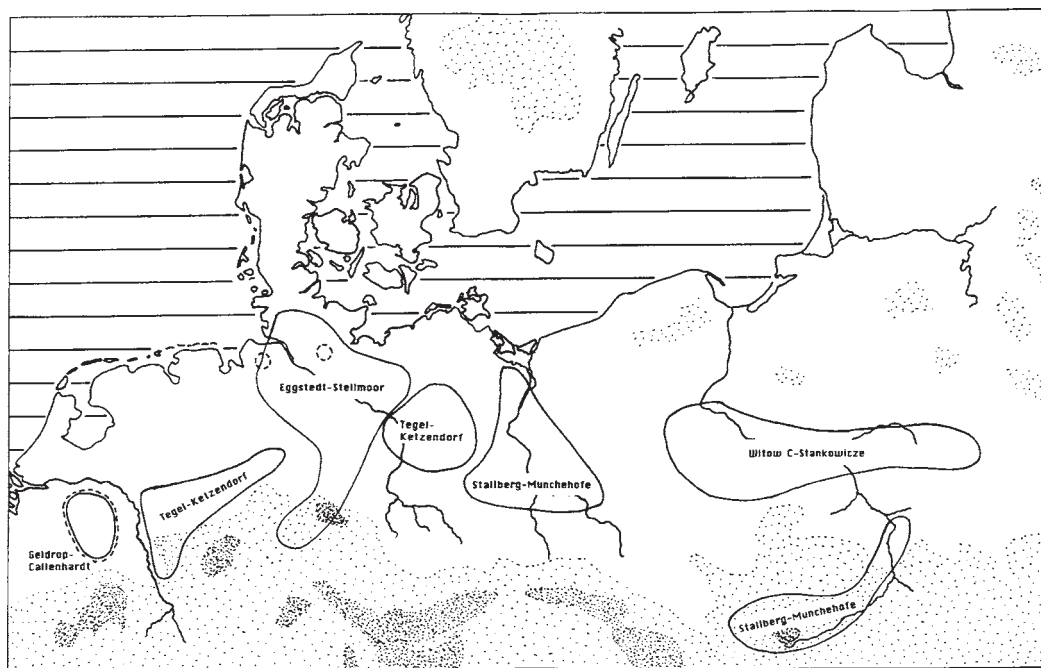 Eggstedt-Stellmoor
Tegel-
Ketzendorf
Witow C-Stankowicze
Stallberg-Munchehofe
Tegel-Ketzendorf
Geldrop-
Callenhardt
Stallberg-Munchehofe